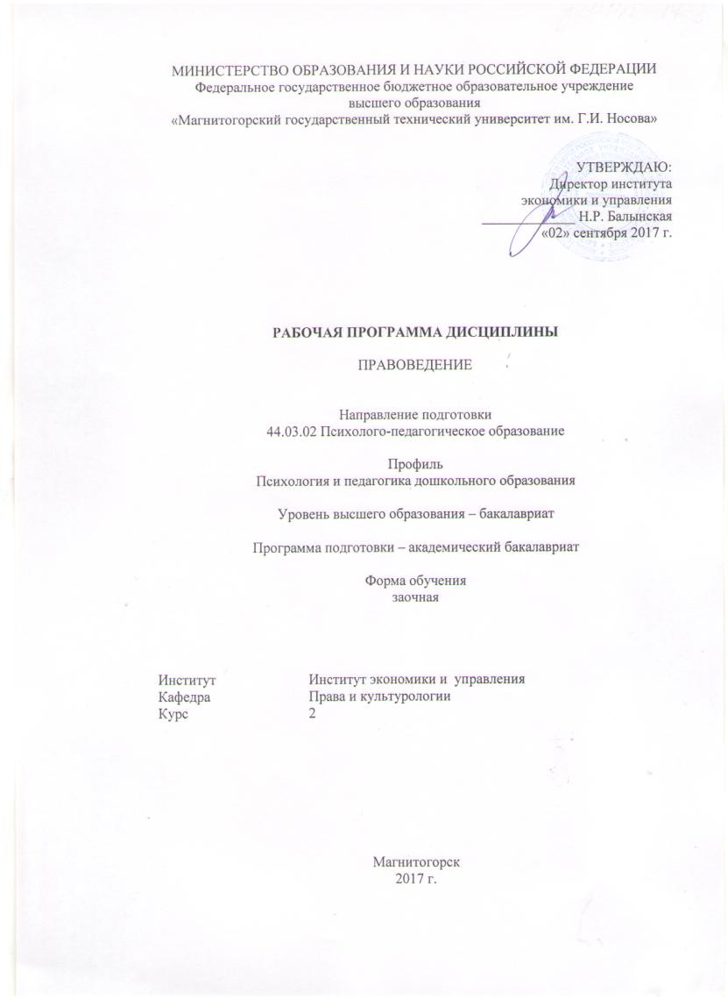 МИНИСТЕРСТВО ОБРАЗОВАНИЯ И НАУКИ РОССИЙСКОЙ ФЕДЕРАЦИИ
Федеральное государственное бюджетное образовательное учреждение
высшего образования
«Магнитогорский государственный технический университет им. Г.И. Носова»
УТВЕРЖДАЮ:
Директор института
экономики и управления
Н.Р. Балынская
«02» сентября 2017 г.
РАБОЧАЯ ПРОГРАММА ДИСЦИПЛИНЫ
ПРАВОВЕДЕНИЕ
Направление подготовки
44.03.02 Психолого-педагогическое образование
Профиль
Психология и педагогика дошкольного образования
Уровень высшего образования – бакалавриат
Программа подготовки – академический бакалавриат
Форма обучения
заочная
Институт Институт экономики и управления
Кафедра Права и культурологии
Курс 2
Магнитогорск
2017 г.